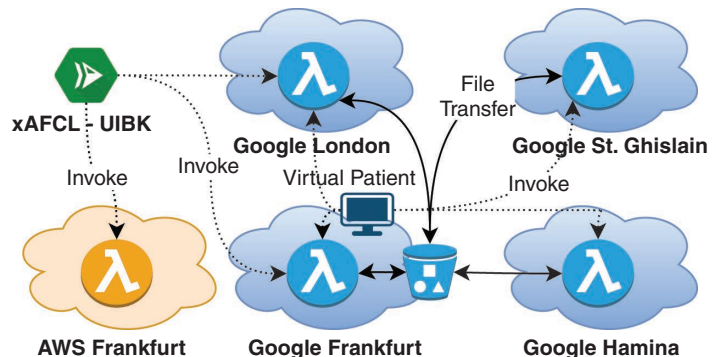 File
Transfer
xAFCL - UIBK
Google London
Google St. Ghislain
Invoke
Invoke
Virtual Patient
Invoke
AWS Frankfurt
Google Frankfurt
Google Hamina